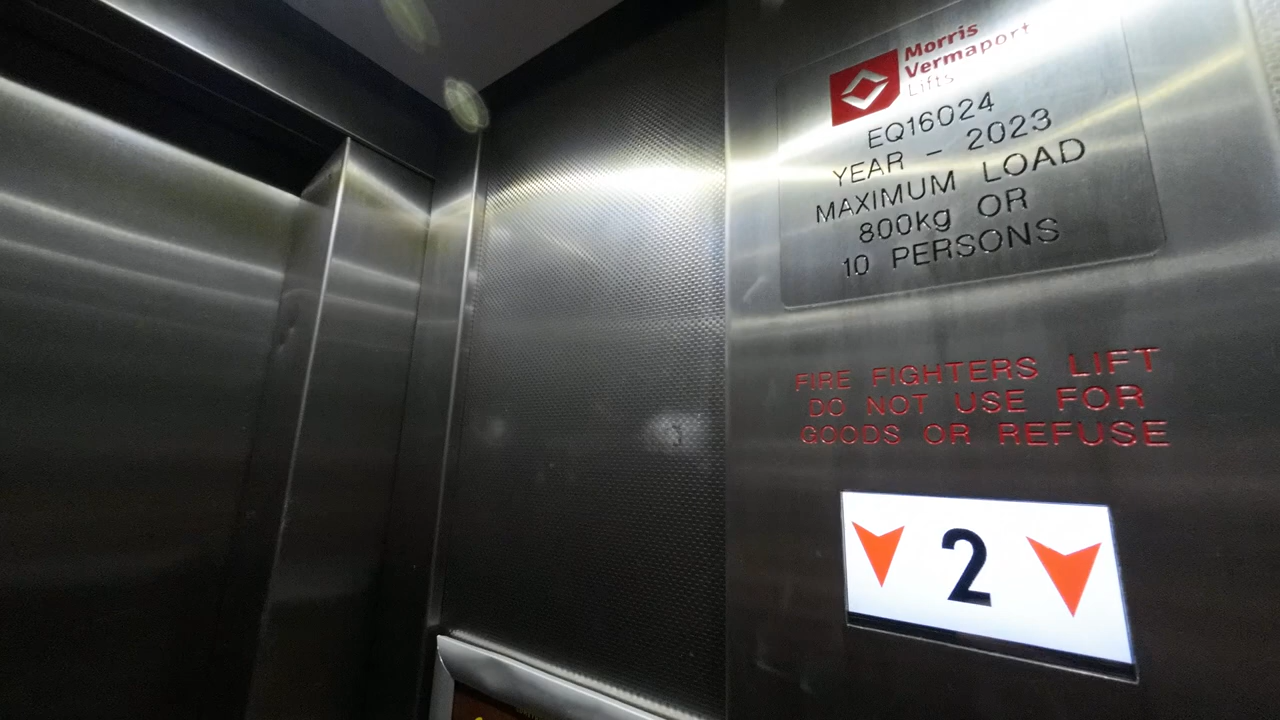 Morris
Vermaport
Lifts
EQ16024
YEAR - 2023
MAXIMUM LOAD
800kg OR
10 PERSONS
FIRE FIGHTERS LIFT
DO NOT USE FOR
GOODS OR REFUSE
2